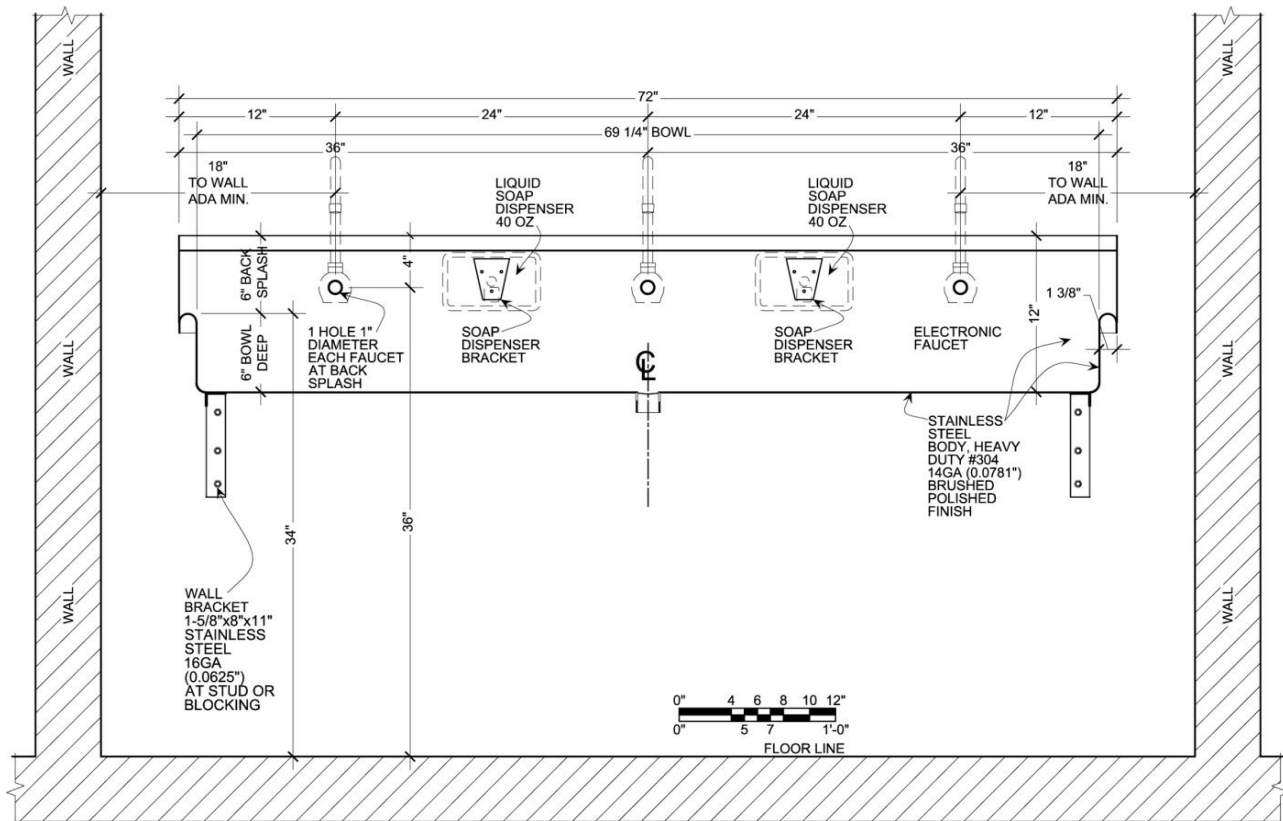 WALL
WALL
72"
12"
24"
24"
12"
69 1/4" BOWL
36"
36"
18"
TO WALL
ADA MIN.
18"
TO WALL
ADA MIN.
LIQUID
SOAP
DISPENSER
40 OZ
LIQUID
SOAP
DISPENSER
40 OZ
6" BACK
SPLASH
4"
1 3/8"
12"
6" BOWL
DEEP
1 HOLE 1"
DIAMETER
EACH FAUCET
AT BACK
SPLASH
SOAP
DISPENSER
BRACKET
CL
SOAP
DISPENSER
BRACKET
ELECTRONIC
FAUCET
WALL
WALL
STAINLESS
STEEL
BODY, HEAVY
DUTY #304
14GA (0.0781")
BRUSHED
POLISHED
FINISH
34"
36"
WALL
BRACKET
1-5/8"x8"x11"
STAINLESS
STEEL
16GA
(0.0625")
AT STUD OR
BLOCKING
WALL
WALL
0" 4 6 8 10 12"
0" 5 7 1'-0"
FLOOR LINE